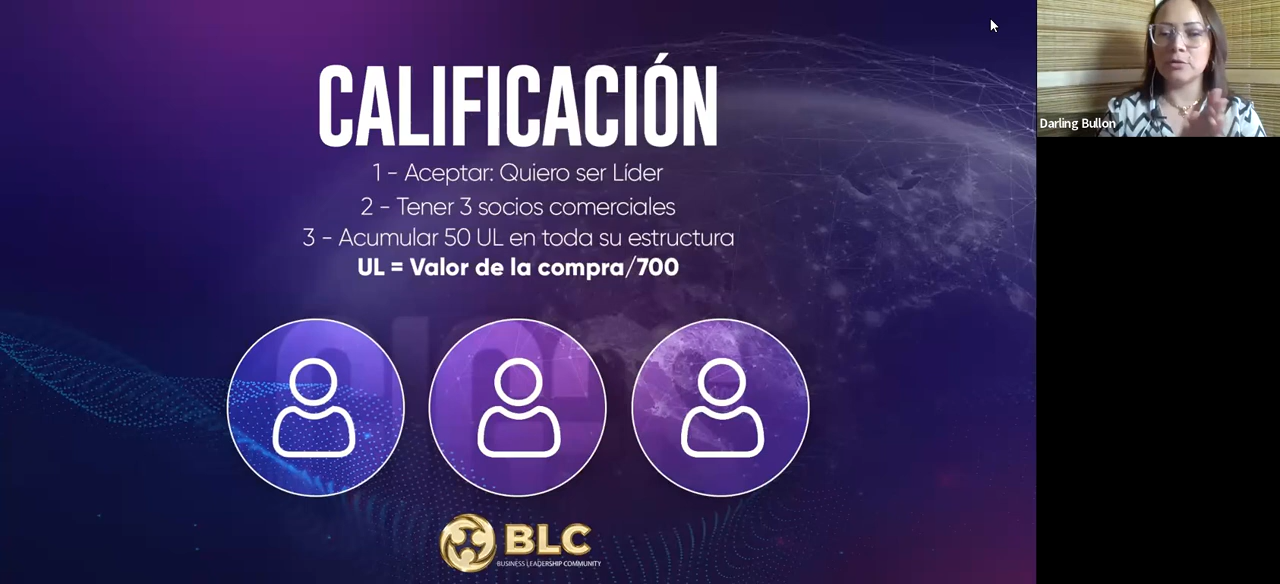 CALIFICACIÓN
1 - Aceptar: Quiero ser Líder
2 - Tener 3 socios comerciales
3 - Acumular 50 UL en toda su estructura
UL = Valor de la compra/700
BLC
BUSINESS LEADERSHIP COMMUNITY
Darling Bullon